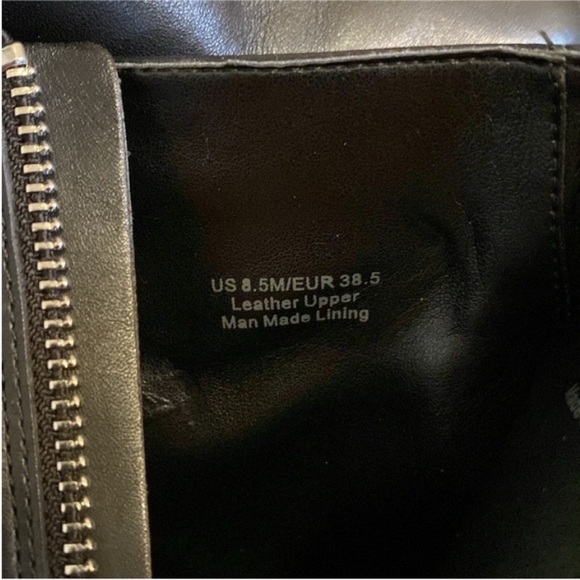 US 8.5M/EUR 38.5
Leather Upper
Man Made Lining